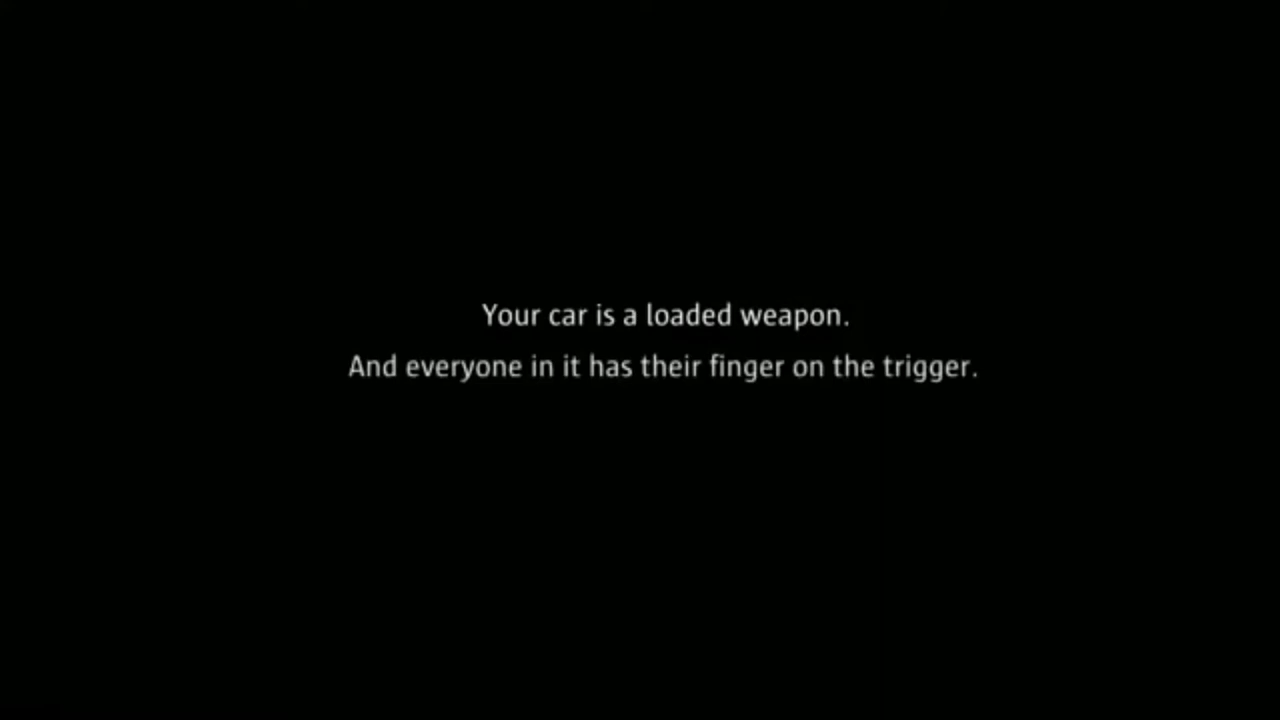 Your car is a loaded weapon.
And everyone in it has their finger on the trigger.